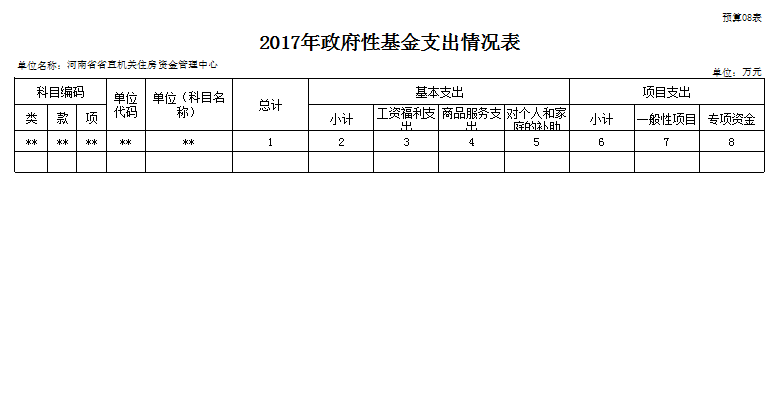 预算08表
2017年政府性基金支出情况表
单位名称：河南省省直机关住房资金管理中心
单位：万元
科目编码 单位代码 单位（科目名称） 总计 基本支出 项目支出
类 款 项 小计 工资福利支出 商品服务支出 对个人和家庭的补助 小计 一般性项目 专项资金
** ** ** ** ** 1 2 3 4 5 6 7 8